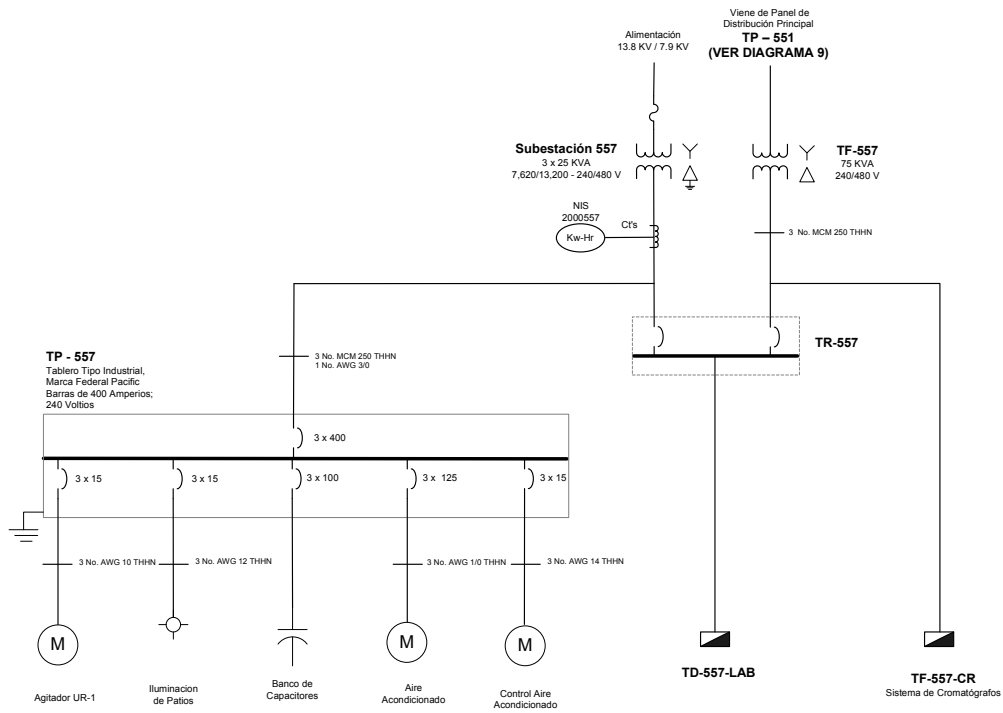 Viene de Panel de
Distribución Principal
TP – 551
(VER DIAGRAMA 9)
Alimentación
13.8 KV / 7.9 KV
Subestación 557
3 x 25 KVA
7,620/13,200 - 240/480 V
TF-557
75 KVA
240/480 V
NIS
2000557
Kw-Hr
Ct's
3 No. MCM 250 THHN
TR-557
TP - 557
Tablero Tipo Industrial,
Marca Federal Pacific
Barras de 400 Amperios;
240 Voltios
3 No. MCM 250 THHN
1 No. AWG 3/0
3 x 400
3 x 15
3 x 15
3 x 100
3 x 125
3 x 15
3 No. AWG 10 THHN
3 No. AWG 12 THHN
3 No. AWG 1/0 THHN
3 No. AWG 14 THHN
M
M
M
Agitador UR-1
Iluminacion
de Patios
Banco de
Capacitores
Aire
Acondicionado
Control Aire
Acondicionado
TD-557-LAB
TF-557-CR
Sistema de Cromatógrafos